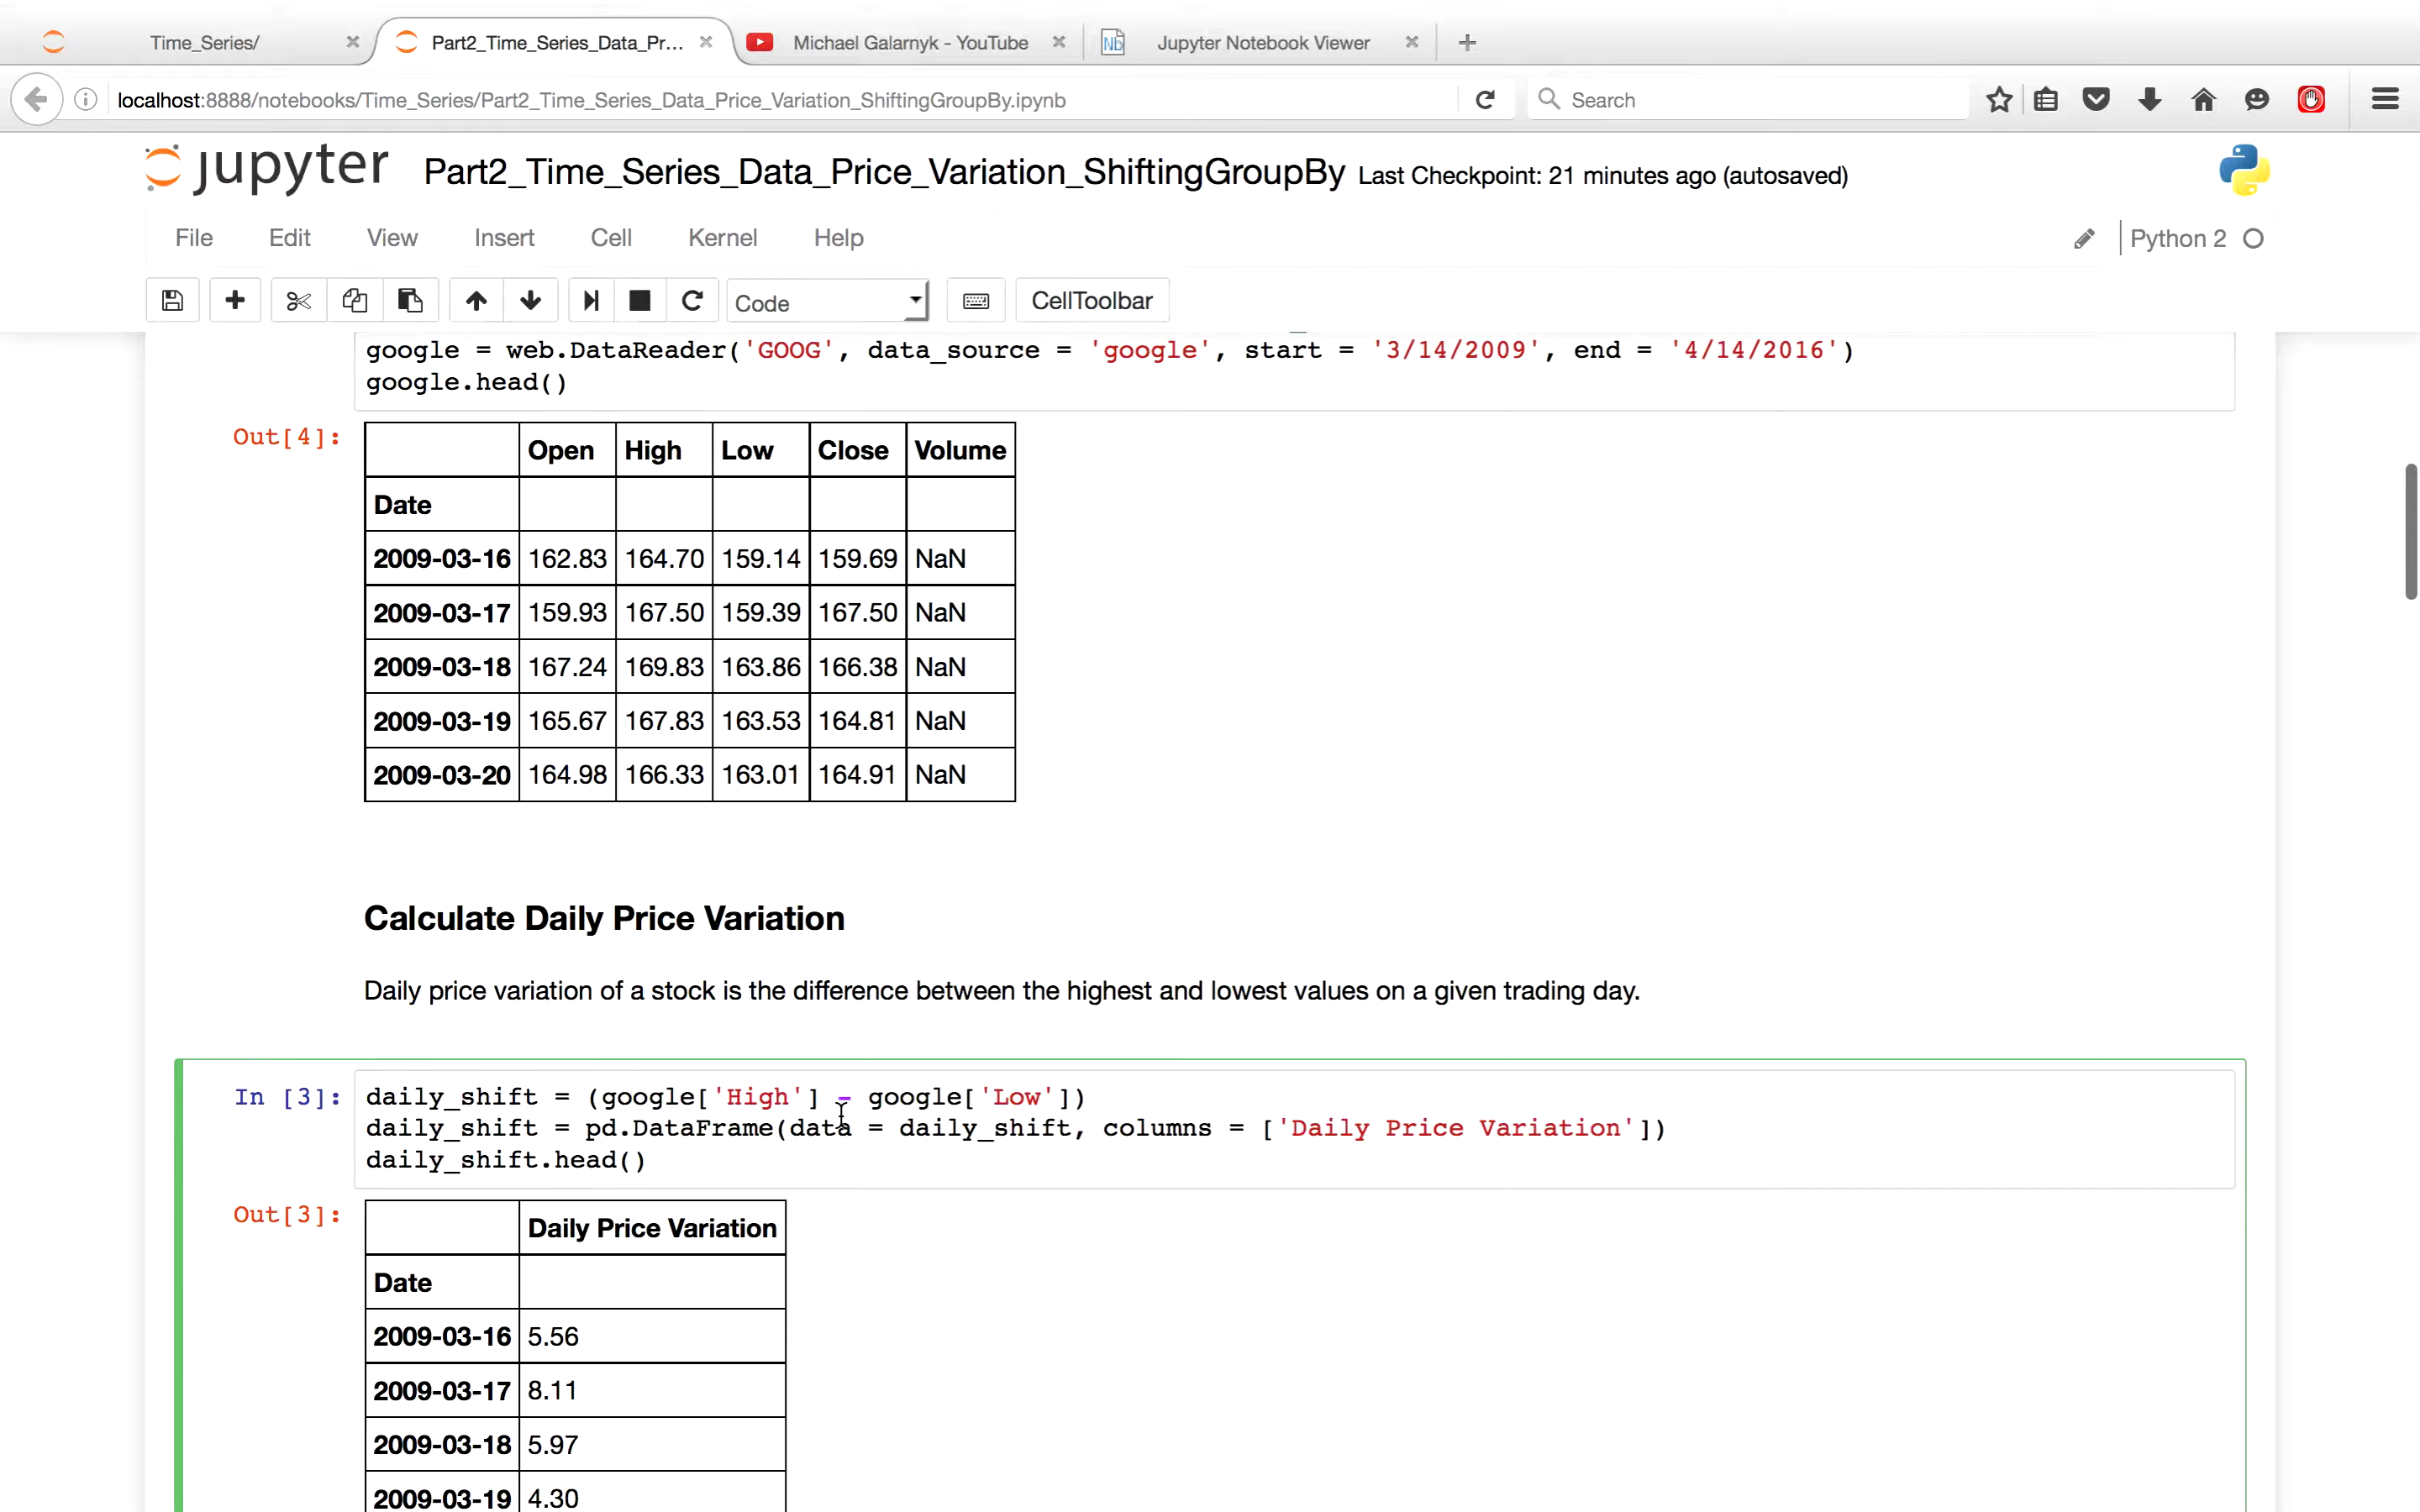 Time_Series/
Part2_Time_Series_Data_Pr...
Michael Galarnyk - YouTube
Nb
Jupyter Notebook Viewer
localhost:8888/notebooks/Time_Series/Part2_Time_Series_Data_Price_Variation_ShiftingGroupBy.ipynb
Search
jupyter
Part2_Time_Series_Data_Price_Variation_ShiftingGroupBy Last Checkpoint: 21 minutes ago (autosaved)
File Edit View Insert Cell Kernel Help
Python 2
Code
CellToolbar
google = web.DataReader('GOOG', data_source = 'google', start = '3/14/2009', end = '4/14/2016')
google.head()
Out[4]:
Open High Low Close Volume
Date
2009-03-16 162.83 164.70 159.14 159.69 NaN
2009-03-17 159.93 167.50 159.39 167.50 NaN
2009-03-18 167.24 169.83 163.86 166.38 NaN
2009-03-19 165.67 167.83 163.53 164.81 NaN
2009-03-20 164.98 166.33 163.01 164.91 NaN
Calculate Daily Price Variation
Daily price variation of a stock is the difference between the highest and lowest values on a given trading day.
In [3]: daily_shift = (google['High'] - google['Low'])
daily_shift = pd.DataFrame(data = daily_shift, columns = ['Daily Price Variation'])
daily_shift.head()
Out[3]:
Daily Price Variation
Date
2009-03-16 5.56
2009-03-17 8.11
2009-03-18 5.97
2009-03-19 4.30